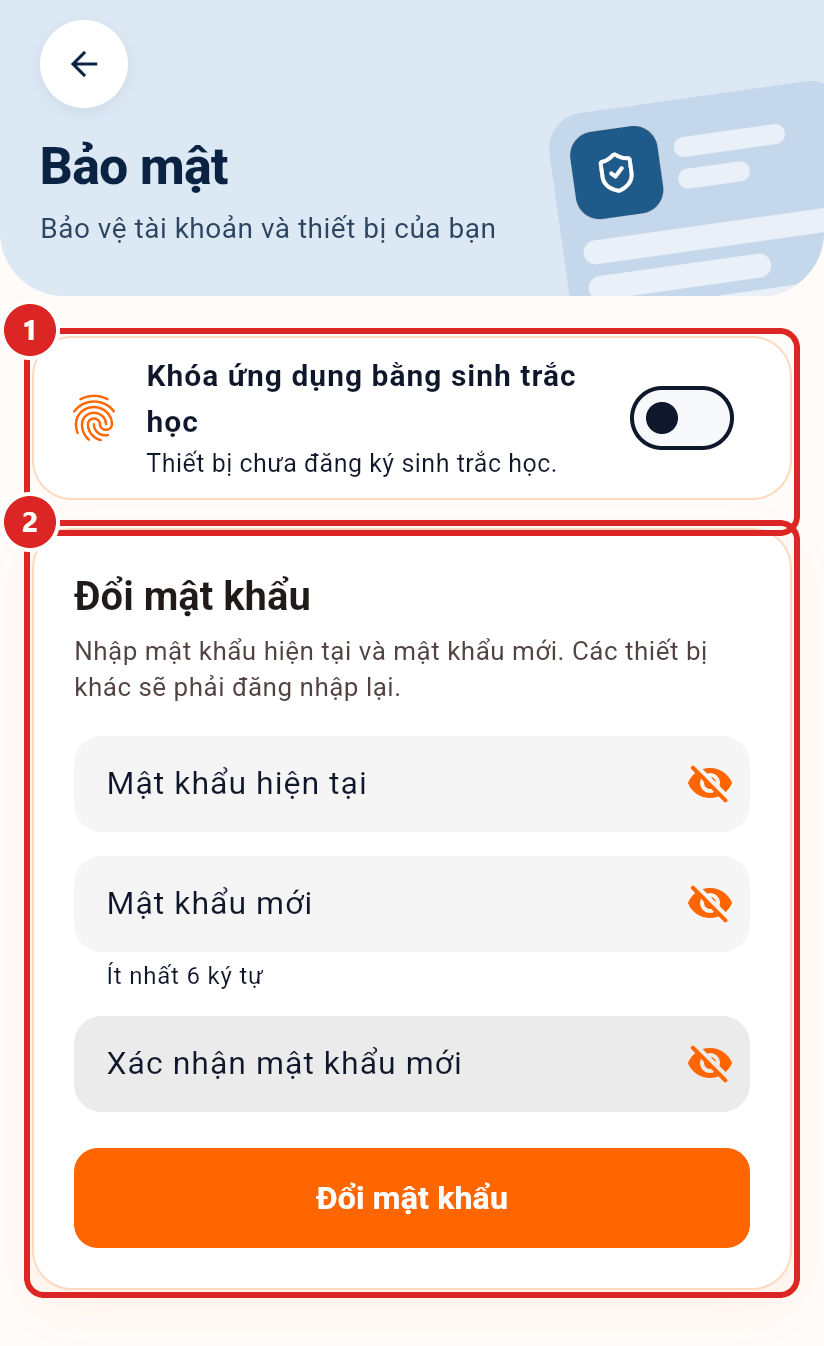 Bảo mật
Bảo vệ tài khoản và thiết bị của bạn
1
Khóa ứng dụng bằng sinh trắc
học
Thiết bị chưa đăng ký sinh trắc học.
2
Đổi mật khẩu
Nhập mật khẩu hiện tại và mật khẩu mới. Các thiết bị
khác sẽ phải đăng nhập lại.
Mật khẩu hiện tại
Mật khẩu mới
Ít nhất 6 ký tự
Xác nhận mật khẩu mới
Đổi mật khẩu